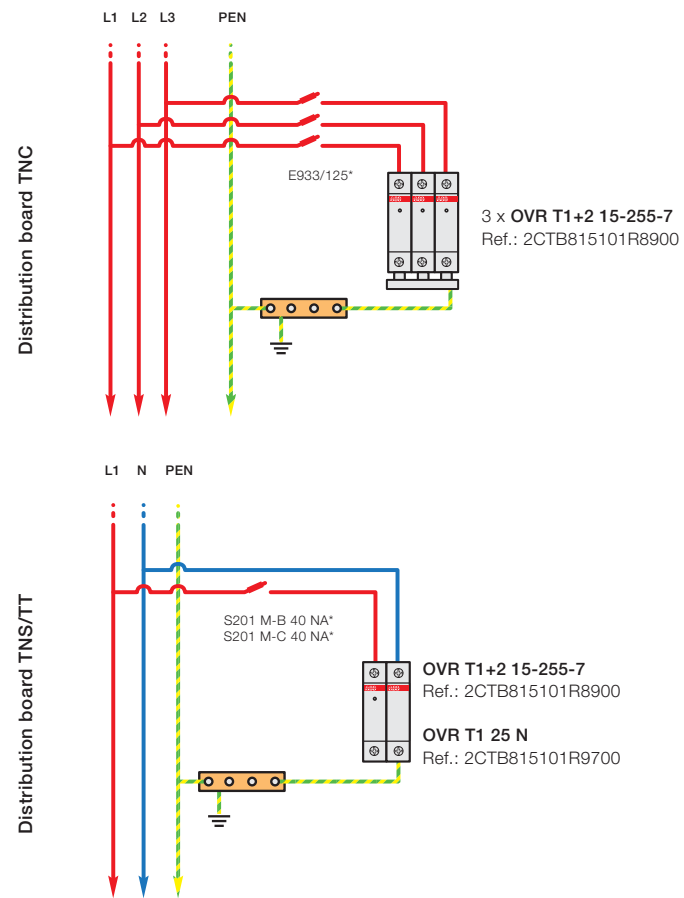 L1 L2 L3 PEN
Distribution board TNC
E933/125*
3 x OVR T1+2 15-255-7
Ref.: 2CTB815101R8900
L1 N PEN
Distribution board TNS/TT
S201 M-B 40 NA*
S201 M-C 40 NA*
OVR T1+2 15-255-7
Ref.: 2CTB815101R8900
OVR T1 25 N
Ref.: 2CTB815101R9700